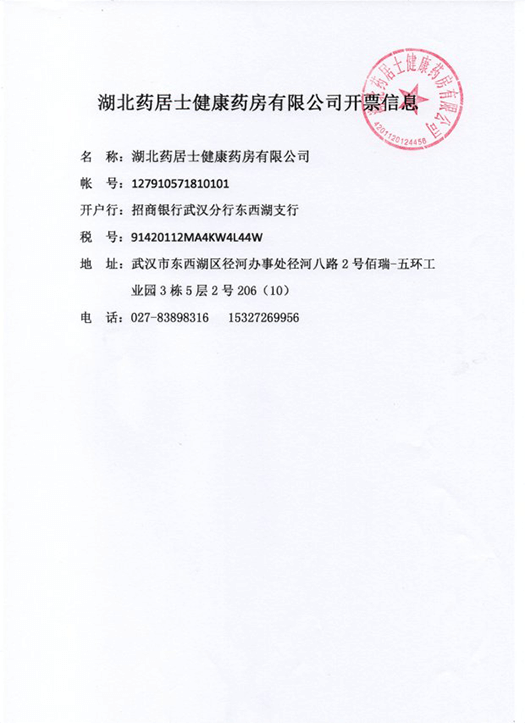 湖北药居士健康药房有限公司开票信息
湖北药居士健康药房有限公司
4201120124458
名 称：湖北药居士健康药房有限公司
帐 号：127910571810101
开户行：招商银行武汉分行东西湖支行
税 号：91420112MA4KW4L44W
地 址：武汉市东西湖区径河办事处径河八路 2 号佰瑞-五环工
业园 3 栋 5 层 2 号 206（10）
电 话：027-83898316 15327269956